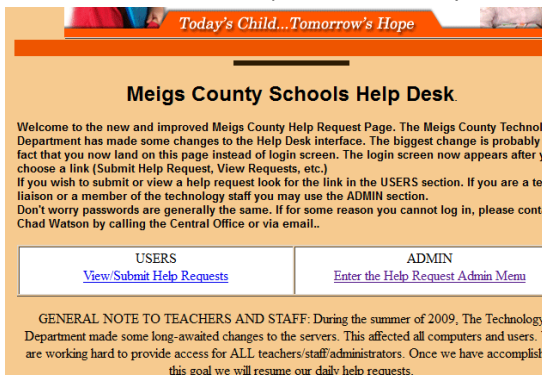 Today's Child...Tomorrow's Hope
Meigs County Schools Help Desk.
Welcome to the new and improved Meigs County Help Request Page. The Meigs County Technol
Department has made some changes to the Help Desk interface. The biggest change is probably
fact that you now land on this page instead of login screen. The login screen now appears after y
choose a link (Submit Help Request, View Requests, etc.)
If you wish to submit or view a help request look for the link in the USERS section. If you are a te
liaison or a member of the technology staff you may use the ADMIN section.
Don't worry passwords are generally the same. If for some reason you cannot log in, please cont
Chad Watson by calling the Central Office or via email..
USERS
View/Submit Help Requests
ADMIN
Enter the Help Request Admin Menu
GENERAL NOTE TO TEACHERS AND STAFF: During the summer of 2009, The Technology
Department made some long-awaited changes to the servers. This affected all computers and users.
are working hard to provide access for ALL teachers/staff/administrators. Once we have accomplish
this goal we will resume our daily help requests.